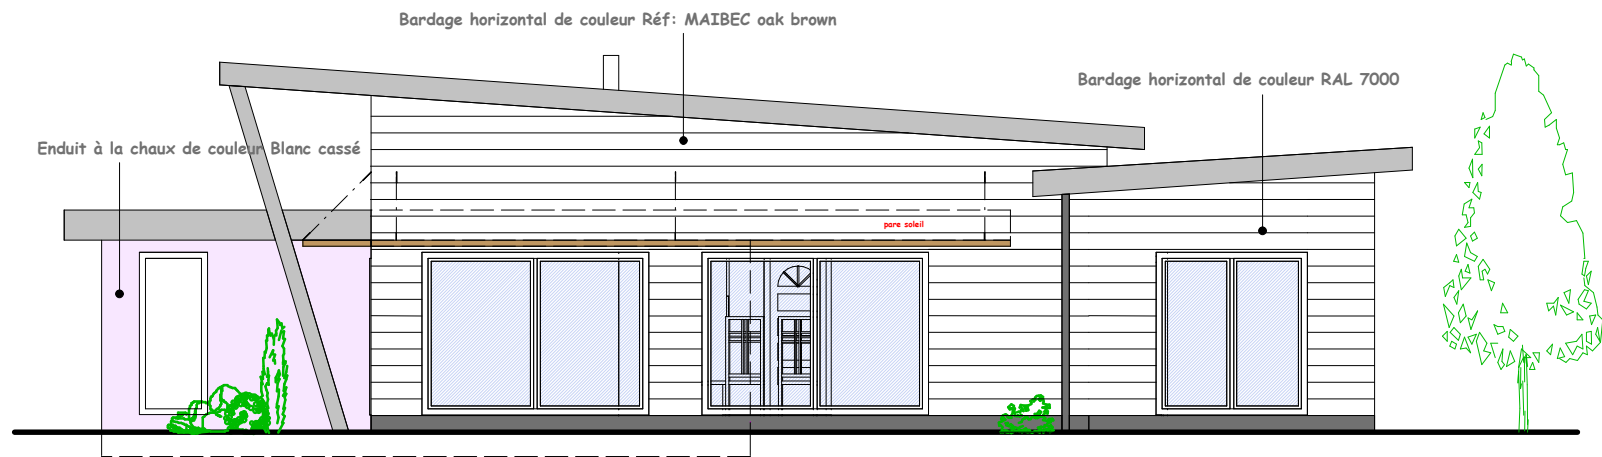 Bardage horizontal de couleur Réf: MAIBEC oak brown
Bardage horizontal de couleur RAL 7000
Enduit à la chaux de couleur Blanc cassé
pare soleil